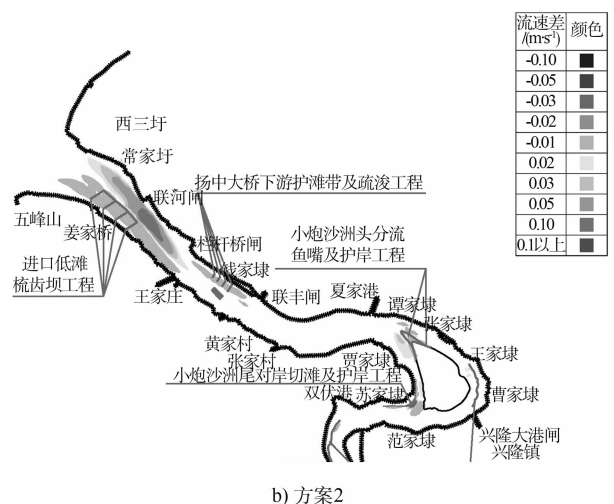 流速差 颜色
/(m·s⁻¹)
-0.10
-0.05
-0.03
-0.02
-0.01
0.02
0.03
0.05
0.10
0.1以上
西三圩
常家圩
联河闸
扬中大桥下游护滩带及疏浚工程
五峰山
姜家桥
栏杆桥闸
小炮沙洲头分流
鱼嘴及护岸工程
进口低滩
梳齿坝工程
王家庄
钱家埭
联丰闸
夏家港
谭家埭
张家埭
黄家村
张家村
贾家埭
王家埭
小炮沙洲尾对岸切滩及护岸工程
双伏港
苏家埭
曹家埭
范家埭
兴隆大港闸
兴隆镇
b) 方案2